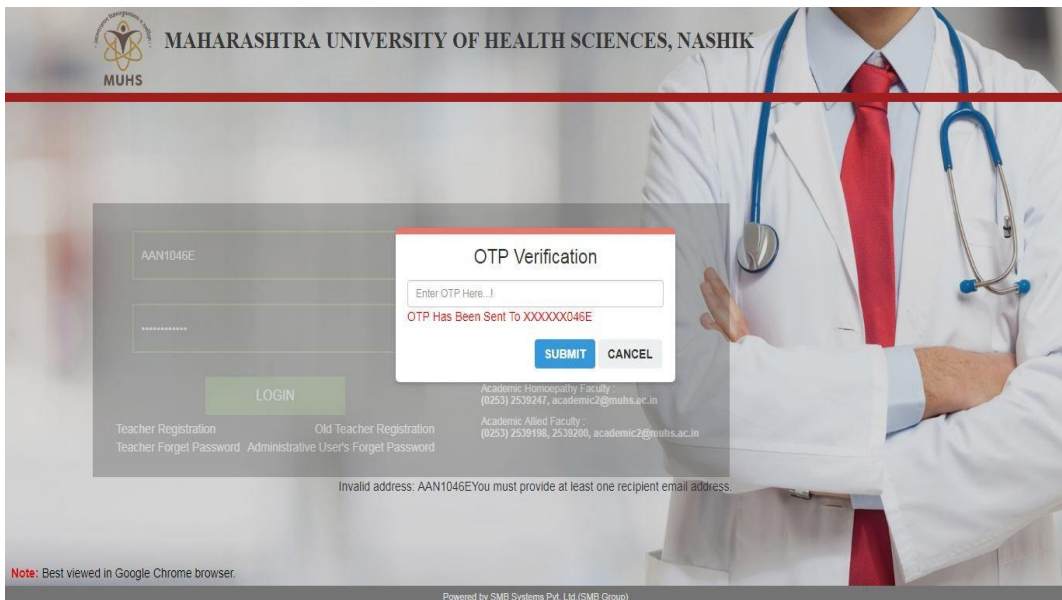 MUHS
MAHARASHTRA UNIVERSITY OF HEALTH SCIENCES, NASHIK
AAN1046E
············
LOGIN
Teacher Registration
Old Teacher Registration
Teacher Forget Password Administrative User's Forget Password
OTP Verification
Enter OTP Here...!
OTP Has Been Sent To XXXXXX046E
SUBMIT CANCEL
Academic Homoepathy Faculty :
(0253) 2539247, academic2@muhs.ac.in
Academic Allied Faculty :
(0253) 2539198, 2539200, academic2@muhs.ac.in
Invalid address: AAN1046EYou must provide at least one recipient email address.
Note: Best viewed in Google Chrome browser.
Powered by SMB Systems Pvt. Ltd.(SMB Group)